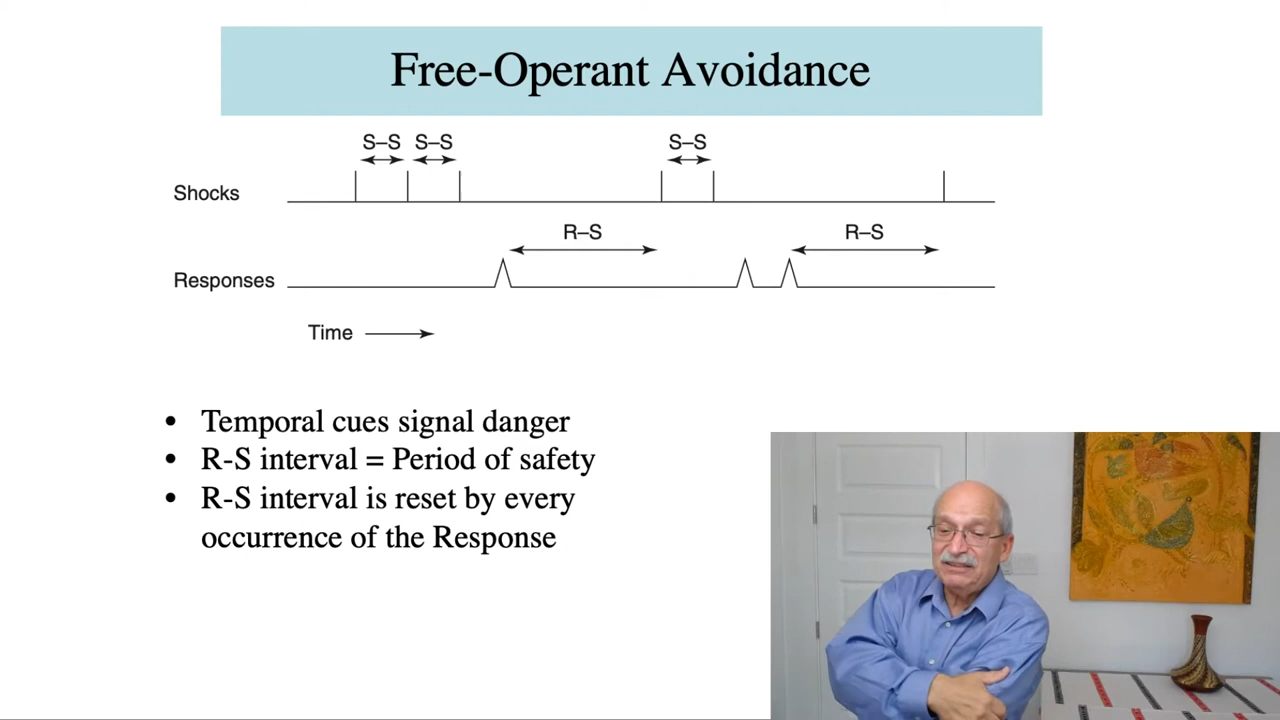 Free-Operant Avoidance
S–S S–S S–S
Shocks
R–S R–S
Responses
Time
• Temporal cues signal danger
• R-S interval = Period of safety
• R-S interval is reset by every
occurrence of the Response